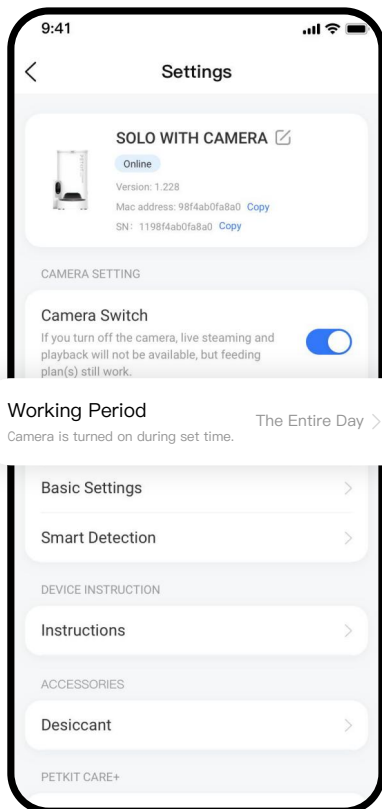 9:41
Settings
SOLO WITH CAMERA
Online
Version: 1.228
Mac address: 98f4ab0fa8a0 Copy
SN: 1198f4ab0fa8a0 Copy
CAMERA SETTING
Camera Switch
If you turn off the camera, live steaming and
playback will not be available, but feeding
plan(s) still work.
Working Period
Camera is turned on during set time.
The Entire Day
Basic Settings
Smart Detection
DEVICE INSTRUCTION
Instructions
ACCESSORIES
Desiccant
PETKIT CARE+